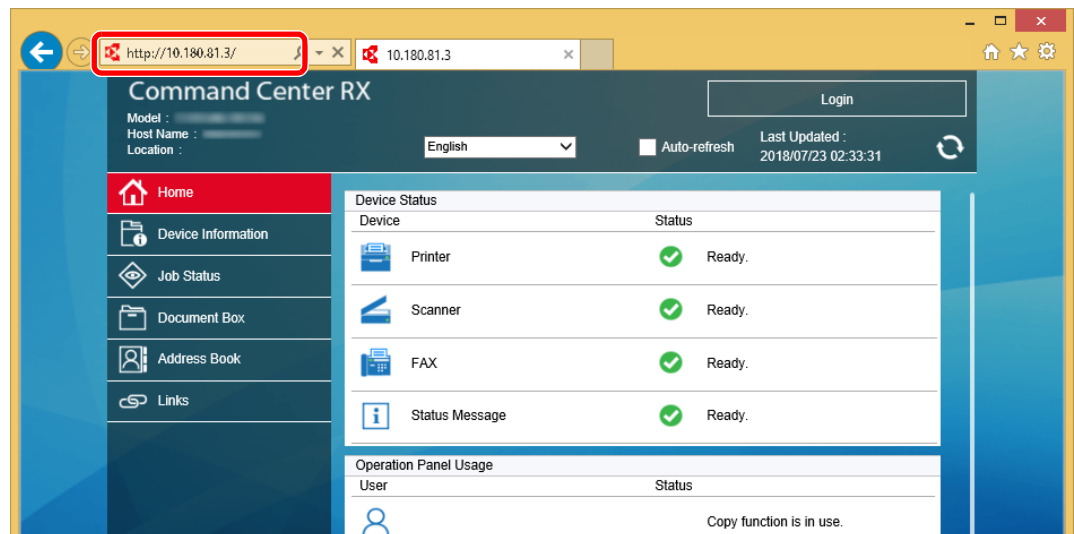 http://10.180.81.3/
10.180.81.3
Command Center RX
Login
Model :
Host Name :
Location :
English
Auto-refresh
Last Updated :
2018/07/23 02:33:31
Home
Device Information
Job Status
Document Box
Address Book
Links
Device Status
Device Status
Printer Ready.
Scanner Ready.
FAX Ready.
Status Message Ready.
Operation Panel Usage
User Status
Copy function is in use.